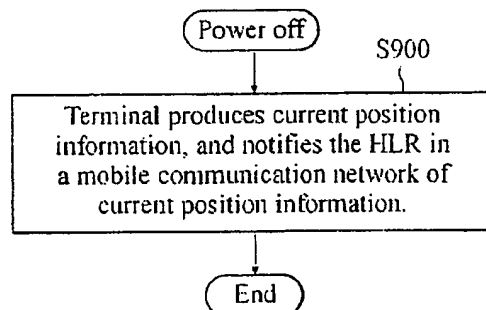 Power off
S900
Terminal produces current position
information, and notifies the HLR in
a mobile communication network of
current position information.
End